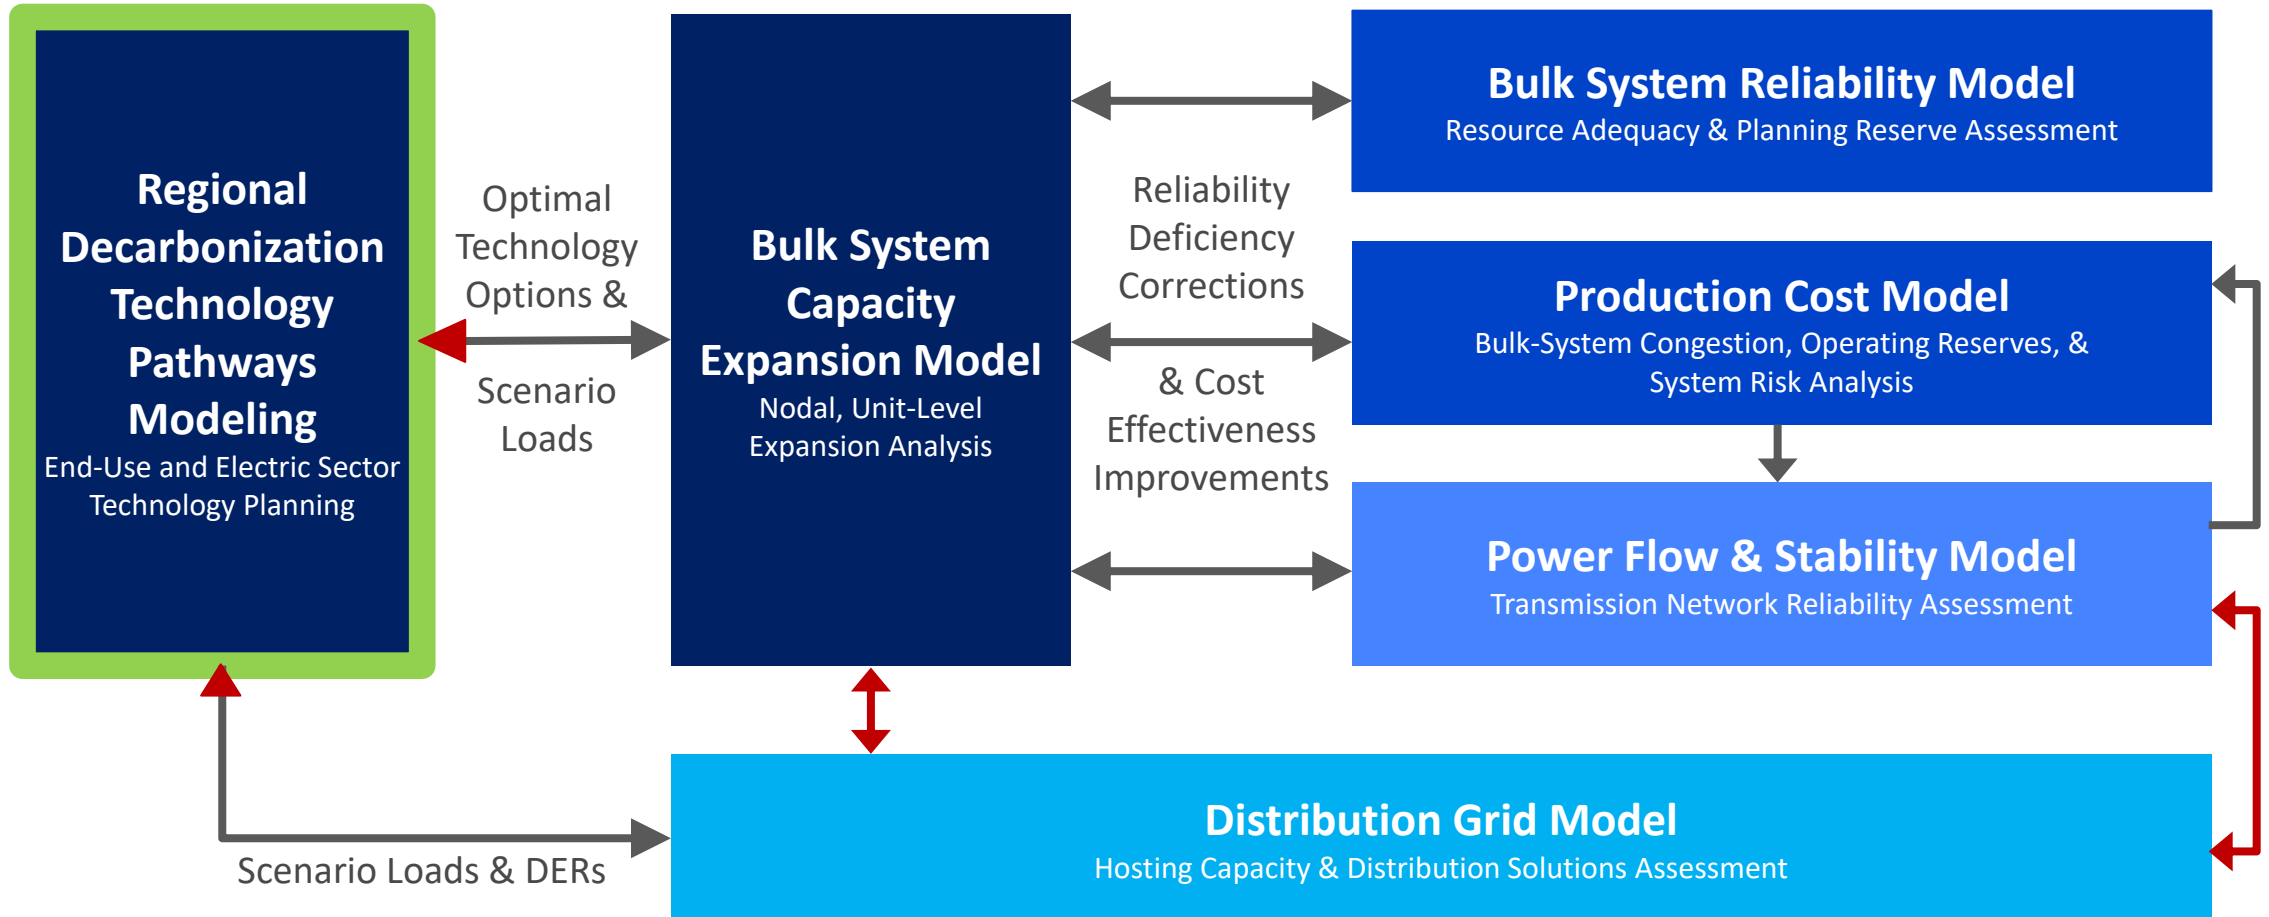 Regional
Decarbonization
Technology
Pathways
Modeling
End-Use and Electric Sector
Technology Planning
Optimal
Technology
Options &
Scenario
Loads
Bulk System
Capacity
Expansion Model
Nodal, Unit-Level
Expansion Analysis
Reliability
Deficiency
Corrections
& Cost
Effectiveness
Improvements
Bulk System Reliability Model
Resource Adequacy & Planning Reserve Assessment
Production Cost Model
Bulk-System Congestion, Operating Reserves, &
System Risk Analysis
Power Flow & Stability Model
Transmission Network Reliability Assessment
Distribution Grid Model
Hosting Capacity & Distribution Solutions Assessment
Scenario Loads & DERs